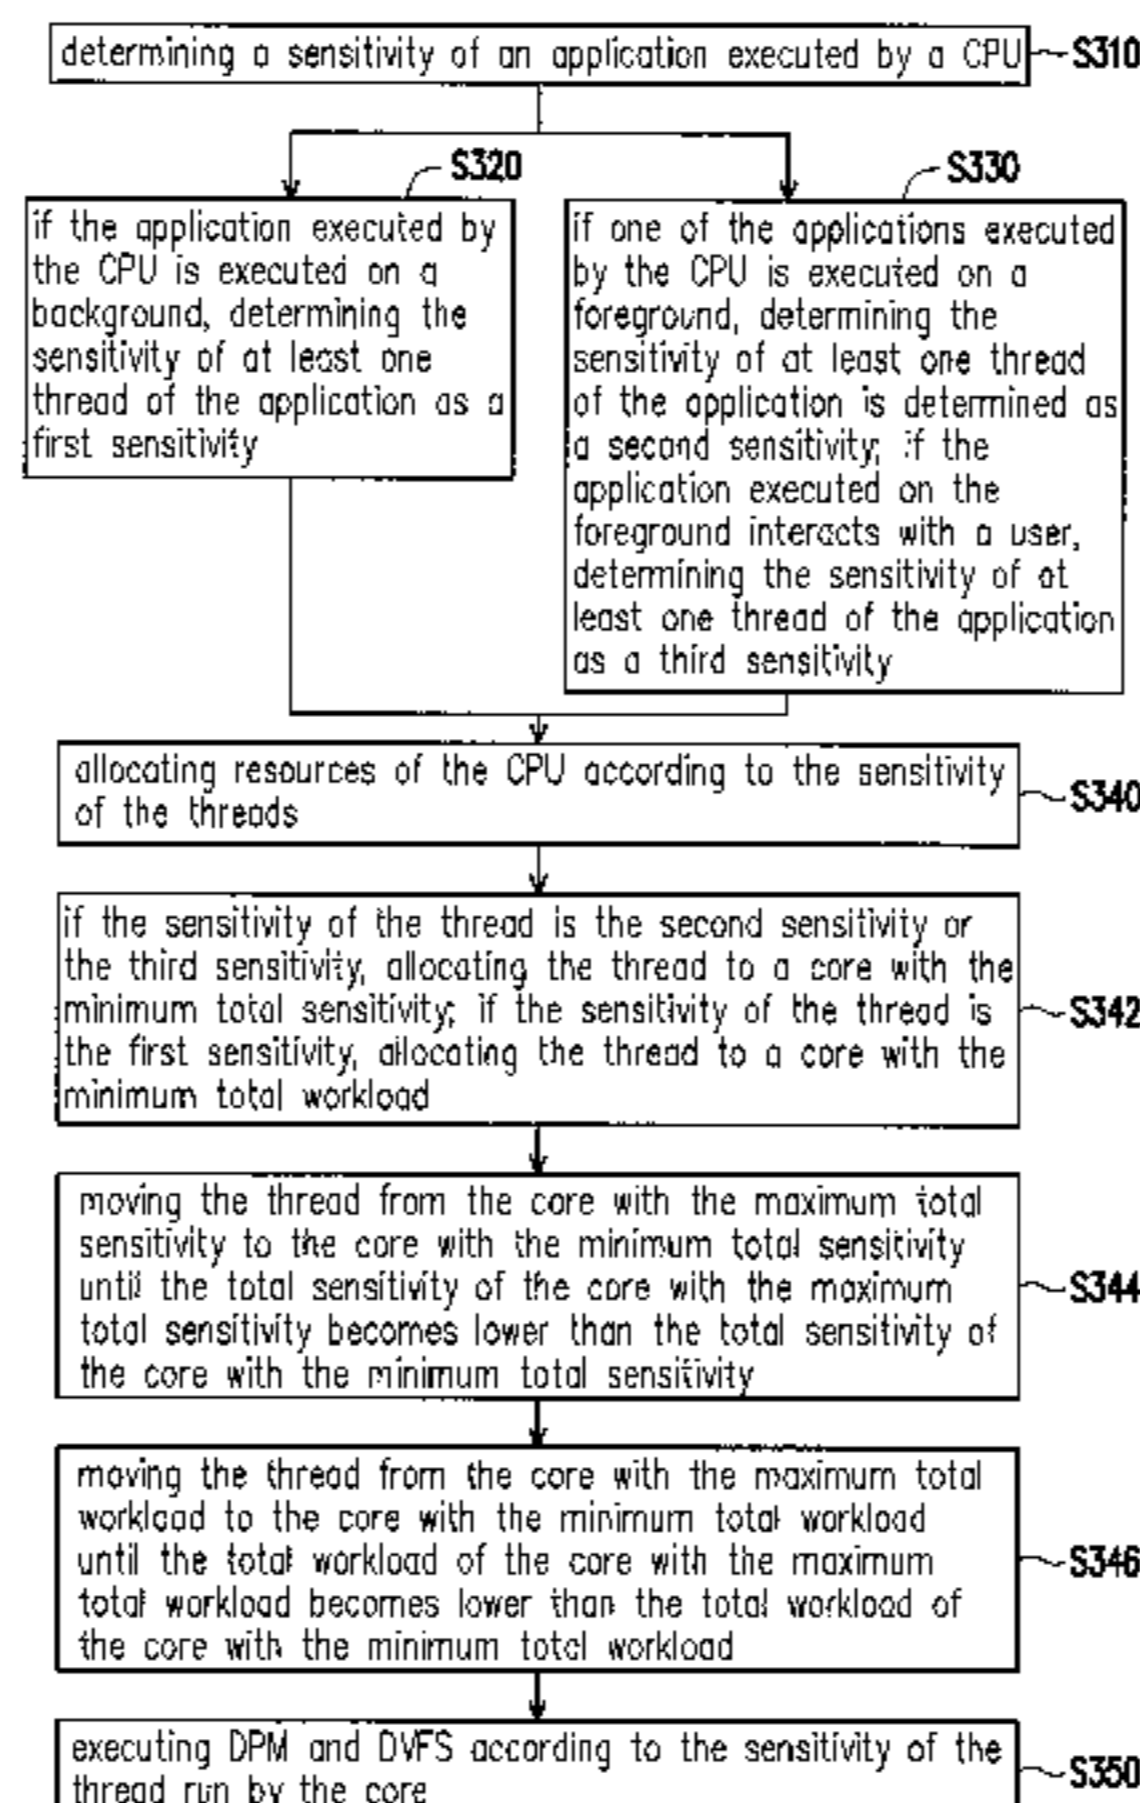 determining a sensitivity of an application executed by a CPU
S310
S320
if the application executed by
the CPU is executed on a
background, determining the
sensitivity of at least one
thread of the application as a
first sensitivity
S330
if one of the applications executed
by the CPU is executed on a
foreground, determining the
sensitivity of at least one thread
of the application is determined as
a second sensitivity; if the
application executed on the
foreground interacts with a user,
determining the sensitivity of at
least one thread of the application
as a third sensitivity
allocating resources of the CPU according to the sensitivity
of the threads
S340
if the sensitivity of the thread is the second sensitivity or
the third sensitivity, allocating the thread to a core with the
minimum total sensitivity; if the sensitivity of the thread is
the first sensitivity, allocating the thread to a core with the
minimum total workload
S342
moving the thread from the core with the maximum total
sensitivity to the core with the minimum total sensitivity
until the total sensitivity of the core with the maximum
total sensitivity becomes lower than the total sensitivity of
the core with the minimum total sensitivity
S344
moving the thread from the core with the maximum total
workload to the core with the minimum total workload
until the total workload of the core with the maximum
total workload becomes lower than the total workload of
the core with the minimum total workload
S346
executing DPM and DVFS according to the sensitivity of the
thread run by the core
S350